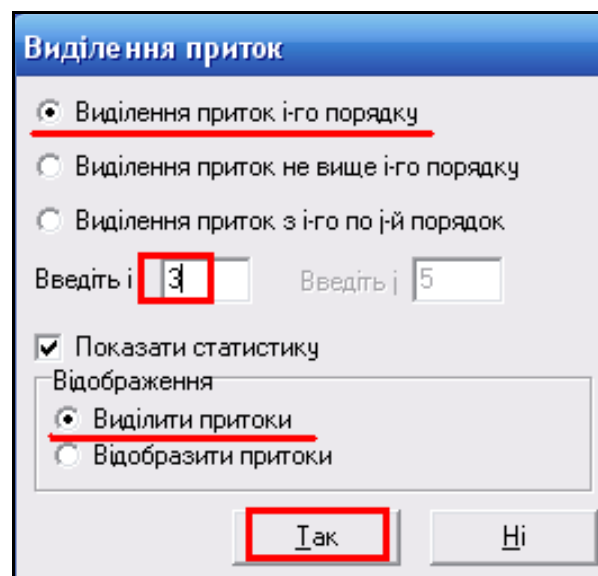 Виділення приток
Виділення приток і-го порядку
Виділення приток не вище і-го порядку
Виділення приток з і-го по j-й порядок
Введіть і 3 Введіть j 5
Показати статистику
Відображення
Виділити притоки
Відобразити притоки
Так Ні